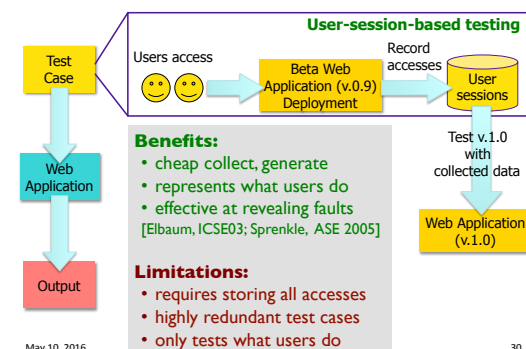 User-session-based testing
Test
Case
Users access
Beta Web
Application (v.0.9)
Deployment
Record
accesses
User
sessions
Web
Application
Output
Test v.1.0
with
collected data
Web Application
(v.1.0)
Benefits:
• cheap collect, generate
• represents what users do
• effective at revealing faults
[Elbaum, ICSE03; Sprenkle, ASE 2005]
Limitations:
• requires storing all accesses
• highly redundant test cases
• only tests what users do
May 10, 2016
30